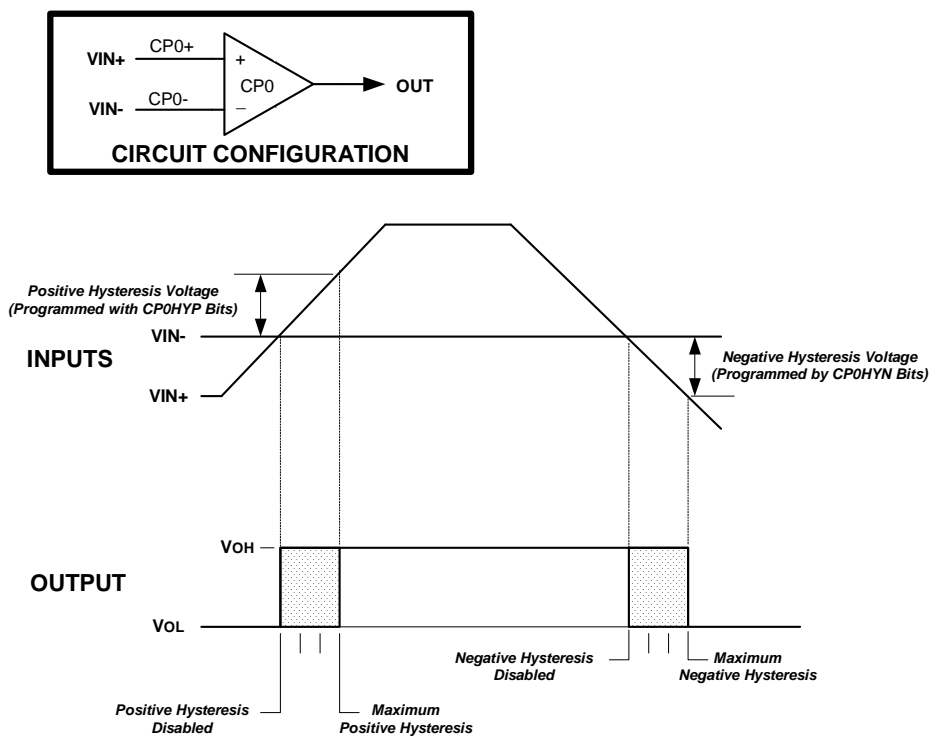 VIN+
CP0+
+
CP0
OUT
VIN-
CP0-
_
CIRCUIT CONFIGURATION
Positive Hysteresis Voltage
(Programmed with CP0HYP Bits)
VIN-
INPUTS
Negative Hysteresis Voltage
(Programmed by CP0HYN Bits)
VIN+
VOH
OUTPUT
VOL
Positive Hysteresis
Disabled
Maximum
Positive Hysteresis
Negative Hysteresis
Disabled
Maximum
Negative Hysteresis